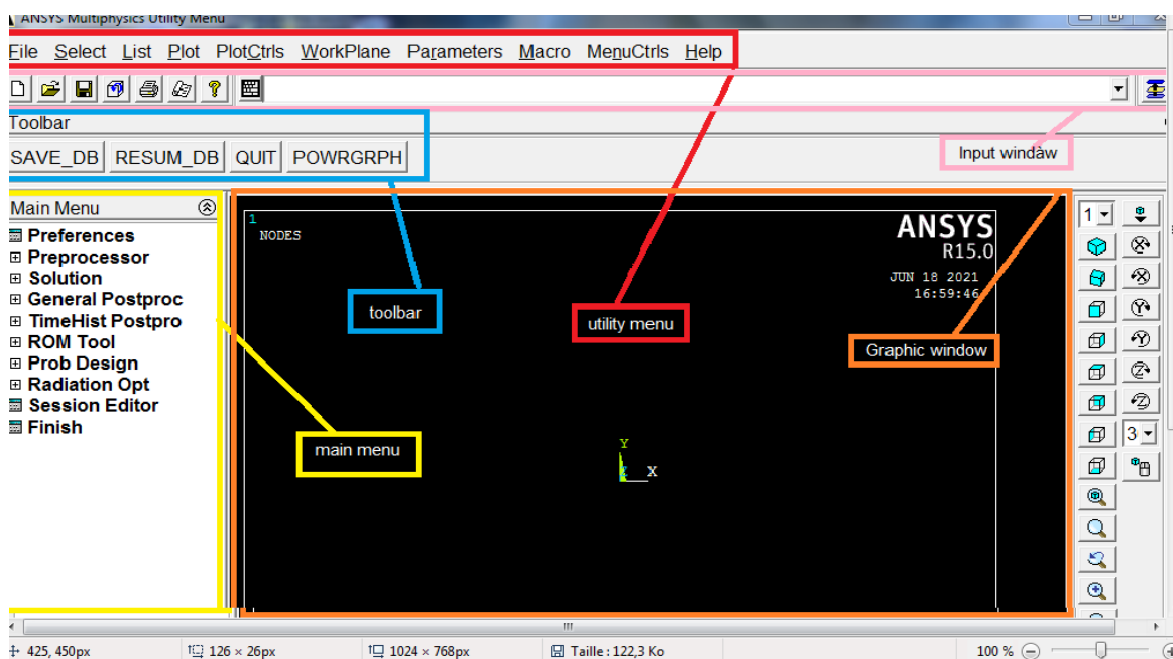 ANSYS Multiphysics Utility Menu
File Select List Plot PlotCtrls WorkPlane Parameters Macro MenuCtrls Help
Toolbar
SAVE_DB RESUM_DB QUIT POWRGRPH
Input window
Main Menu
Preferences
Preprocessor
Solution
General Postproc
TimeHist Postpro
ROM Tool
Prob Design
Radiation Opt
Session Editor
Finish
1
NODES
ANSYS
R15.0
JUN 18 2021
16:59:46
toolbar
utility menu
Graphic window
main menu
Y
X
1
3
425, 450px 126 × 26px 1024 × 768px Taille : 122,3 Ko 100 %